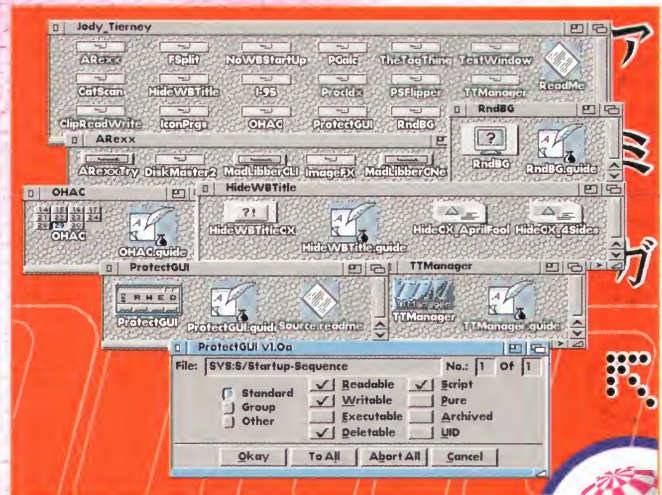 Jody_Tierney
ARexx FSplit NoWBStartUp PCalc TheTagThing TestWindow
ReadMe
CatScan HideWBTitle I-95 ProcIdx PSFlipper TTManager
ClipReadWrite IconPrgs OHAC ProtectGUI RndBG
RndBG
?
RndBG RndBG.guide
ARexx
ARexxTry DiskMaster2 MadLibberCLI imageFX MadLibberCNe
OHAC
OHAC OHAC.guide
HideWBTitle
?!
HideWBTitleCX HideWBTitle.guide HideCX_AprilFool HideCX_4Sides
ProtectGUI
ERWED
ProtectGUI ProtectGUI.guide Source.readme
TTManager
TTManager TTManager.guide
ProtectGUI v1.0a
File: SYS:S/Startup-Sequence No.: 1 Of 1
Standard Readable Script
Group Writable Pure
Other Executable Archived
Deletable UID
Okay To All Abort All Cancel
ア
ミ
ガ